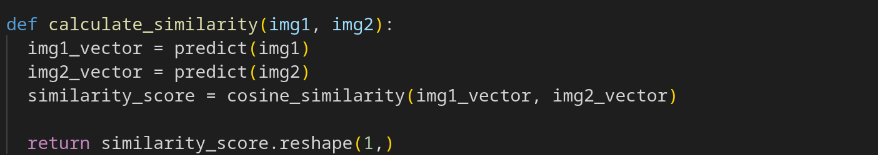 def calculate_similarity(img1, img2):
  img1_vector = predict(img1)
  img2_vector = predict(img2)
  similarity_score = cosine_similarity(img1_vector, img2_vector)

  return similarity_score.reshape(1,)